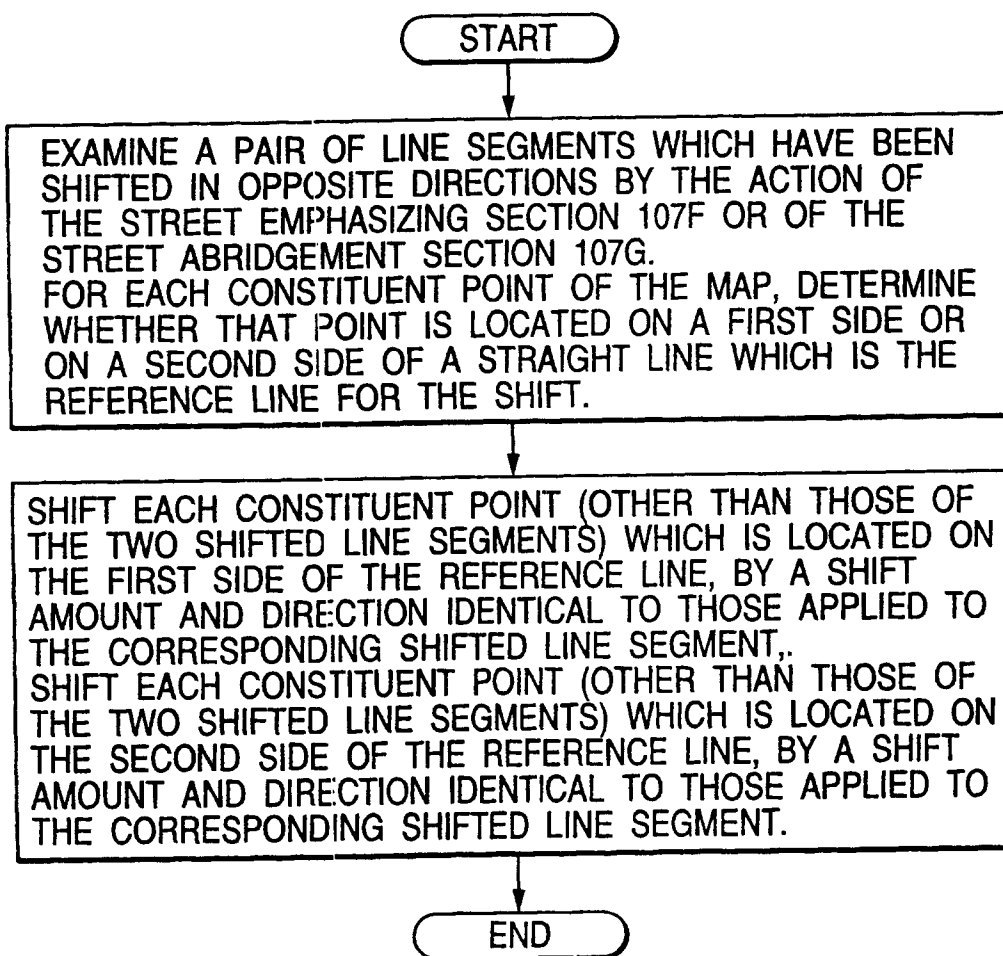 START
EXAMINE A PAIR OF LINE SEGMENTS WHICH HAVE BEEN
SHIFTED IN OPPOSITE DIRECTIONS BY THE ACTION OF
THE STREET EMPHASIZING SECTION 107F OR OF THE
STREET ABRIDGEMENT SECTION 107G.
FOR EACH CONSTITUENT POINT OF THE MAP, DETERMINE
WHETHER THAT POINT IS LOCATED ON A FIRST SIDE OR
ON A SECOND SIDE OF A STRAIGHT LINE WHICH IS THE
REFERENCE LINE FOR THE SHIFT.
SHIFT EACH CONSTITUENT POINT (OTHER THAN THOSE OF
THE TWO SHIFTED LINE SEGMENTS) WHICH IS LOCATED ON
THE FIRST SIDE OF THE REFERENCE LINE, BY A SHIFT
AMOUNT AND DIRECTION IDENTICAL TO THOSE APPLIED TO
THE CORRESPONDING SHIFTED LINE SEGMENT,.
SHIFT EACH CONSTITUENT POINT (OTHER THAN THOSE OF
THE TWO SHIFTED LINE SEGMENTS) WHICH IS LOCATED ON
THE SECOND SIDE OF THE REFERENCE LINE, BY A SHIFT
AMOUNT AND DIRECTION IDENTICAL TO THOSE APPLIED TO
THE CORRESPONDING SHIFTED LINE SEGMENT.
END